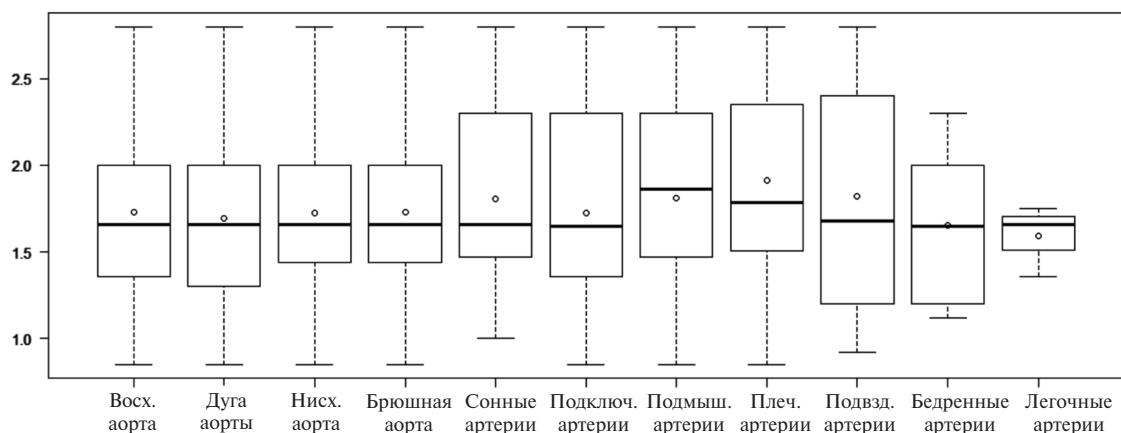 2.5
2.0
1.5
1.0
Восх. Дуга Нисх. Брюшная Сонные Подключ. Подмыш. Плеч. Подвзд. Бедренные Легочные
аорта аорты аорта аорта артерии артерии артерии артерии артерии артерии артерии